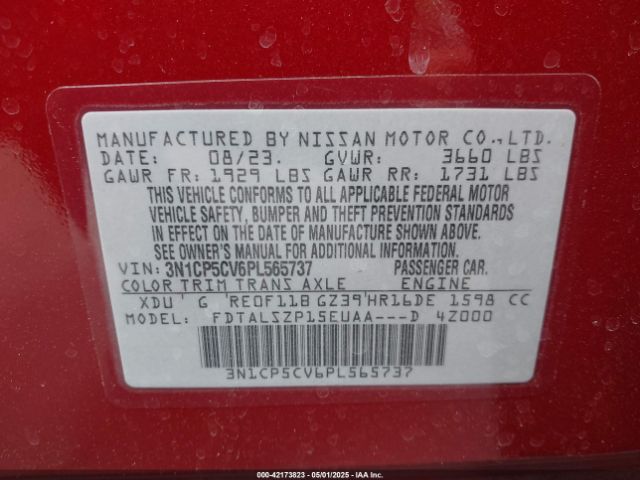 MANUFACTURED BY NISSAN MOTOR CO.,LTD.
DATE: 08/23. GVWR: 3660 LBS
GAWR FR: 1929 LBS GAWR RR: 1731 LBS
THIS VEHICLE CONFORMS TO ALL APPLICABLE FEDERAL MOTOR
VEHICLE SAFETY, BUMPER AND THEFT PREVENTION STANDARDS
IN EFFECT ON THE DATE OF MANUFACTURE SHOWN ABOVE.
SEE OWNER'S MANUAL FOR ADDITIONAL INFORMATION
VIN: 3N1CP5CV6PL565737 PASSENGER CAR.
COLOR TRIM TRANS AXLE ENGINE
XDU' G 'RE0F11B GZ39'HR16DE 1598 CC
MODEL: FDTALSZP15EUAA---D 4Z000
3N1CP5CV6PL565737
000-42173823 - 05/01/2025 - IAA Inc.